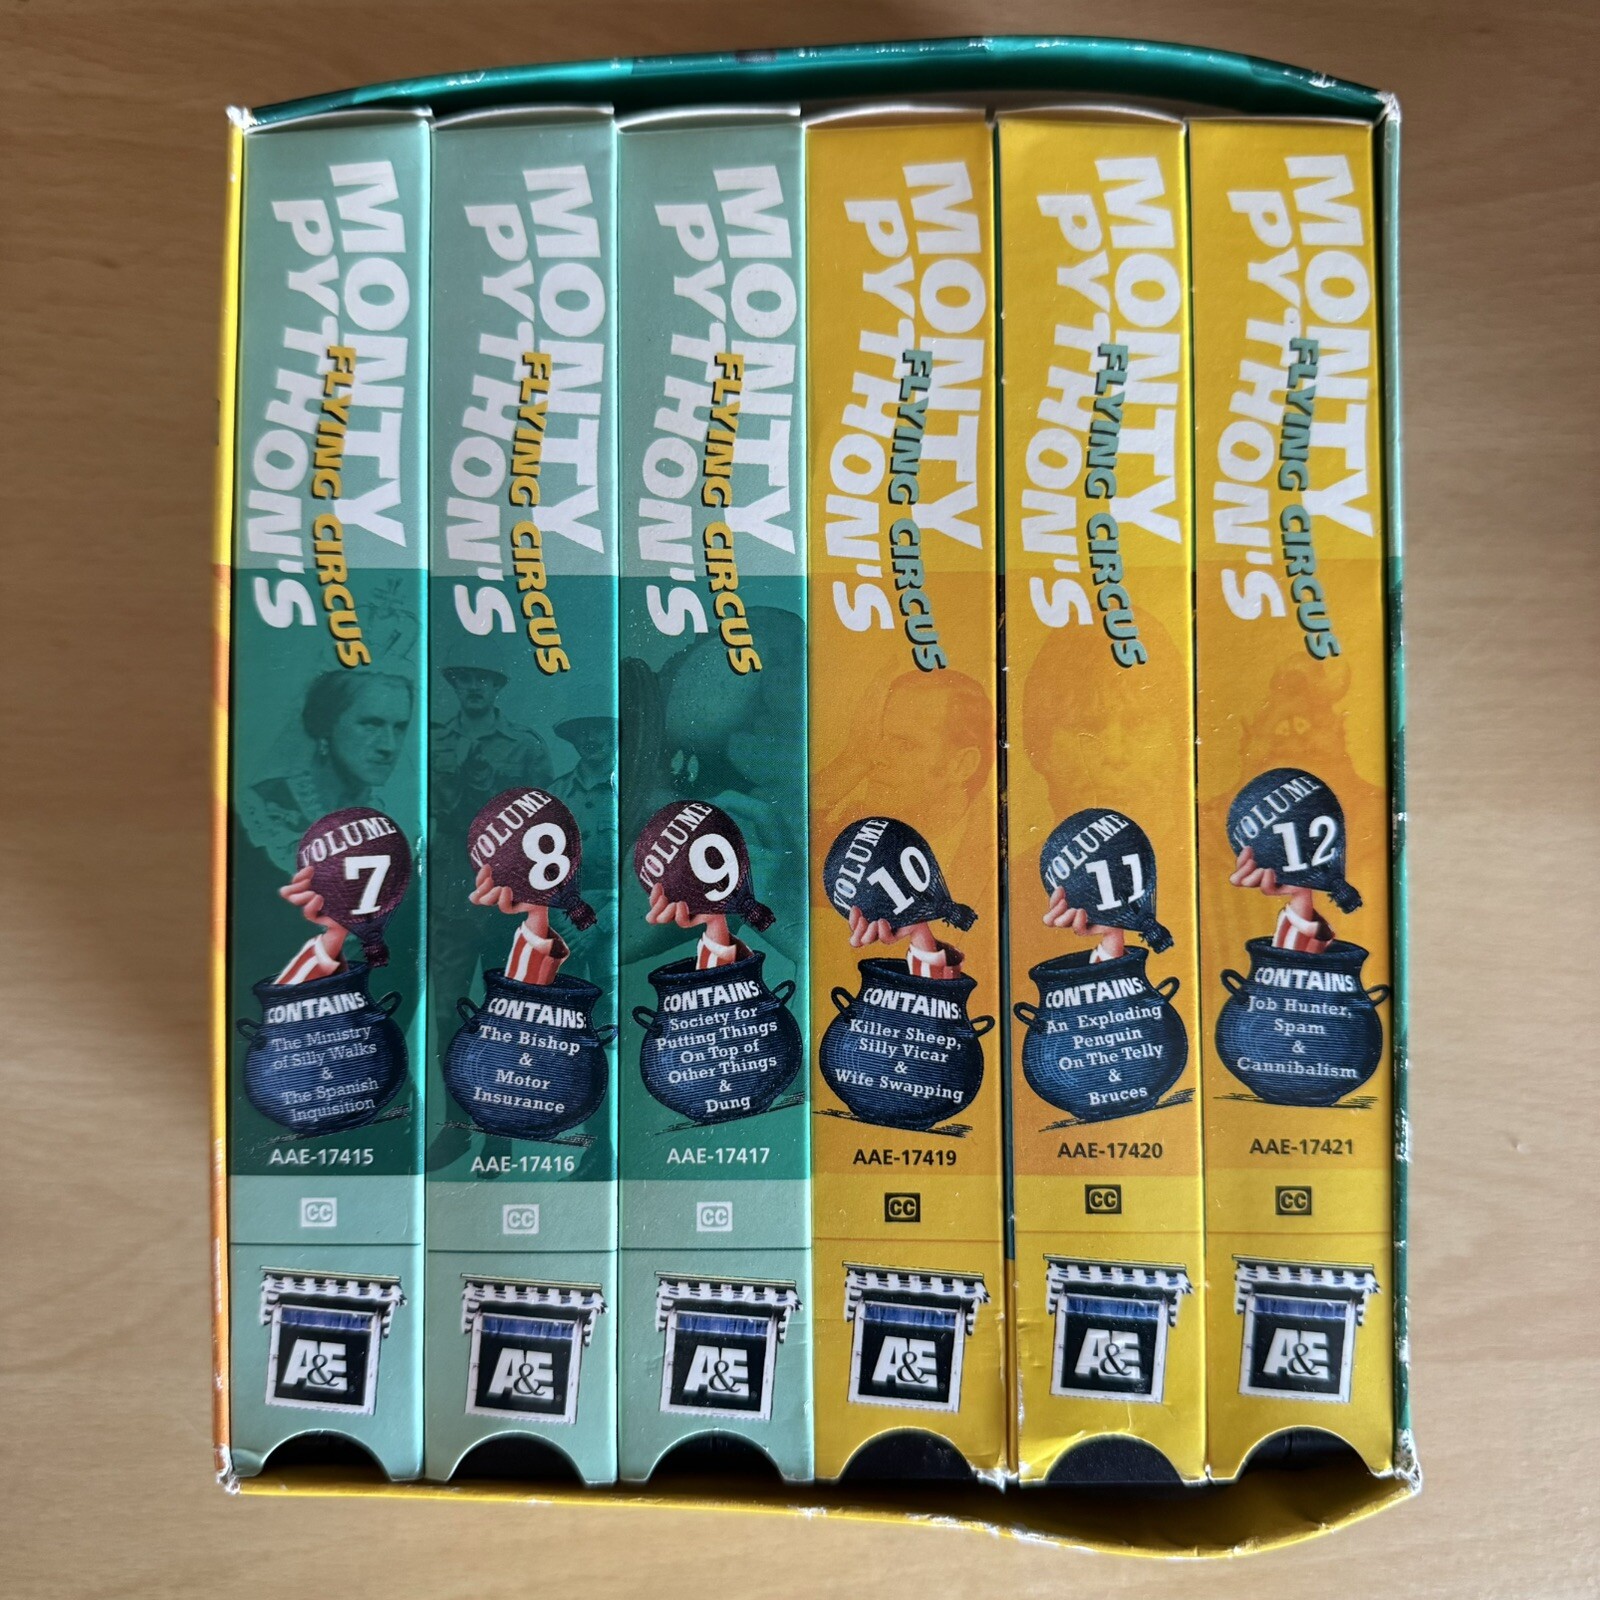 MONTY
PYTHON'S
FLYING CIRCUS
VOLUME
7
CONTAINS:
The Ministry
of Silly Walks
&
The Spanish
Inquisition
AAE-17415
CC
A&E
MONTY
PYTHON'S
FLYING CIRCUS
VOLUME
8
CONTAINS:
The Bishop
&
Motor
Insurance
AAE-17416
CC
A&E
MONTY
PYTHON'S
FLYING CIRCUS
VOLUME
9
CONTAINS:
Society for
Putting Things
On Top of
Other Things
&
Dung
AAE-17417
CC
A&E
MONTY
PYTHON'S
FLYING CIRCUS
VOLUME
10
CONTAINS:
Killer Sheep,
Silly Vicar
&
Wife Swapping
AAE-17419
CC
A&E
MONTY
PYTHON'S
FLYING CIRCUS
VOLUME
11
CONTAINS:
An Exploding
Penguin
On The Telly
&
Bruces
AAE-17420
CC
A&E
MONTY
PYTHON'S
FLYING CIRCUS
VOLUME
12
CONTAINS:
Job Hunter,
Spam
&
Cannibalism
AAE-17421
CC
A&E